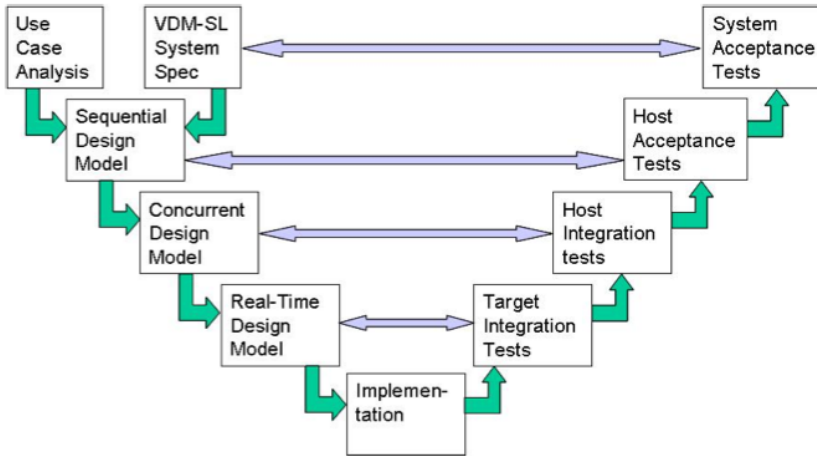 Use
Case
Analysis
VDM-SL
System
Spec
System
Acceptance
Tests
Sequential
Design
Model
Host
Acceptance
Tests
Concurrent
Design
Model
Host
Integration
tests
Real-Time
Design
Model
Target
Integration
Tests
Implemen-
tation